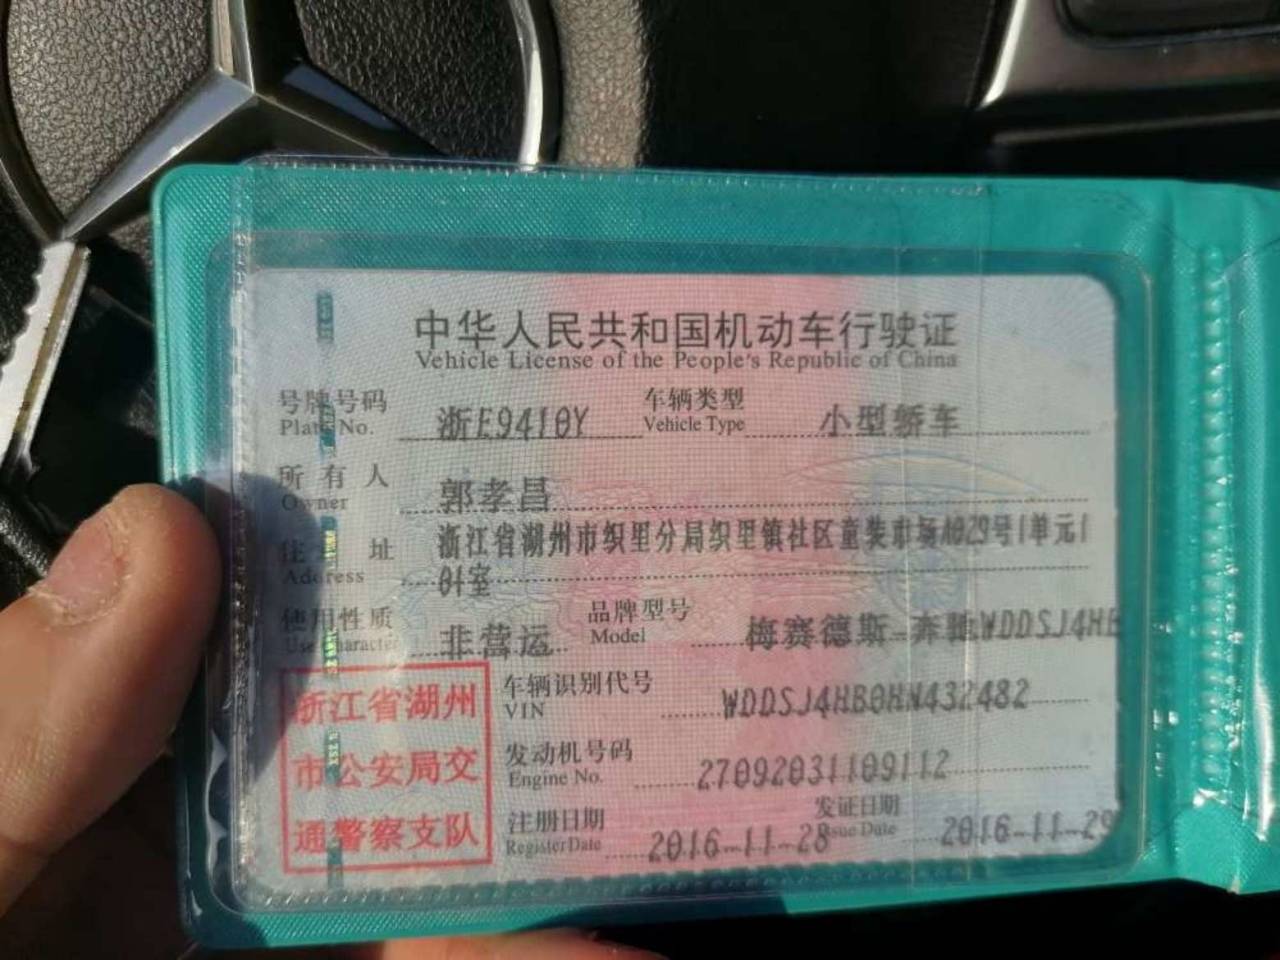 中华人民共和国机动车行驶证
Vehicle License of the People's Republic of China
号牌号码 浙E9410Y 车辆类型 小型轿车
Plate No. Vehicle Type
所有人 郭孝昌
Owner
住址 浙江省湖州市织里分局织里镇社区童装市场A029号1单元1
Address 01室
使用性质 非营运 品牌型号 梅赛德斯-奔驰WDDSJ4HB
Use Character Model
浙江省湖州 车辆识别代号 WDDSJ4HB0HN432482
VIN
市公安局交 发动机号码 27092031109112
Engine No.
通警察支队 注册日期 2016-11-28 发证日期 2016-11-29
Register Date Issue Date